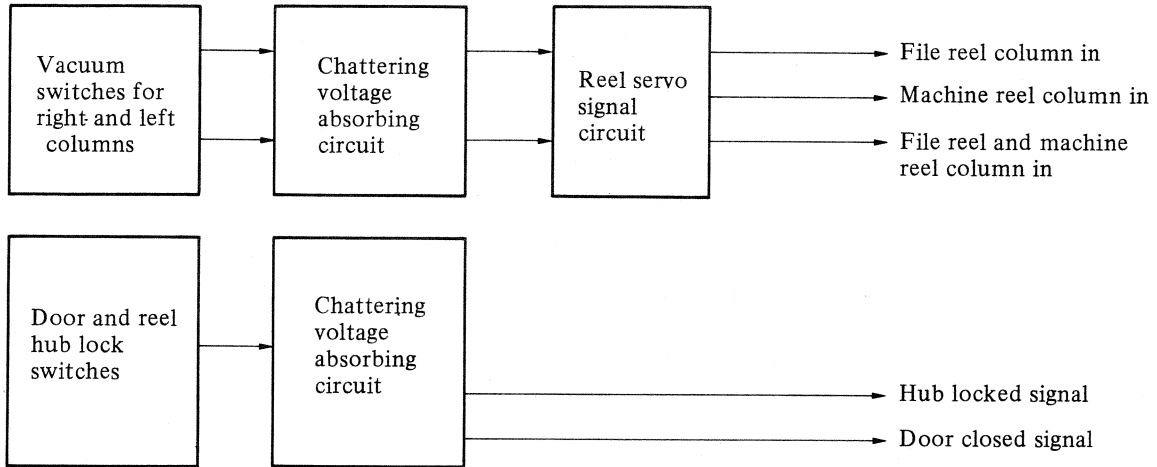 Vacuum
switches for
right and left
columns
Chattering
voltage
absorbing
circuit
Reel servo
signal
circuit
File reel column in
Machine reel column in
File reel and machine
reel column in
Door and reel
hub lock
switches
Chattering
voltage
absorbing
circuit
Hub locked signal
Door closed signal